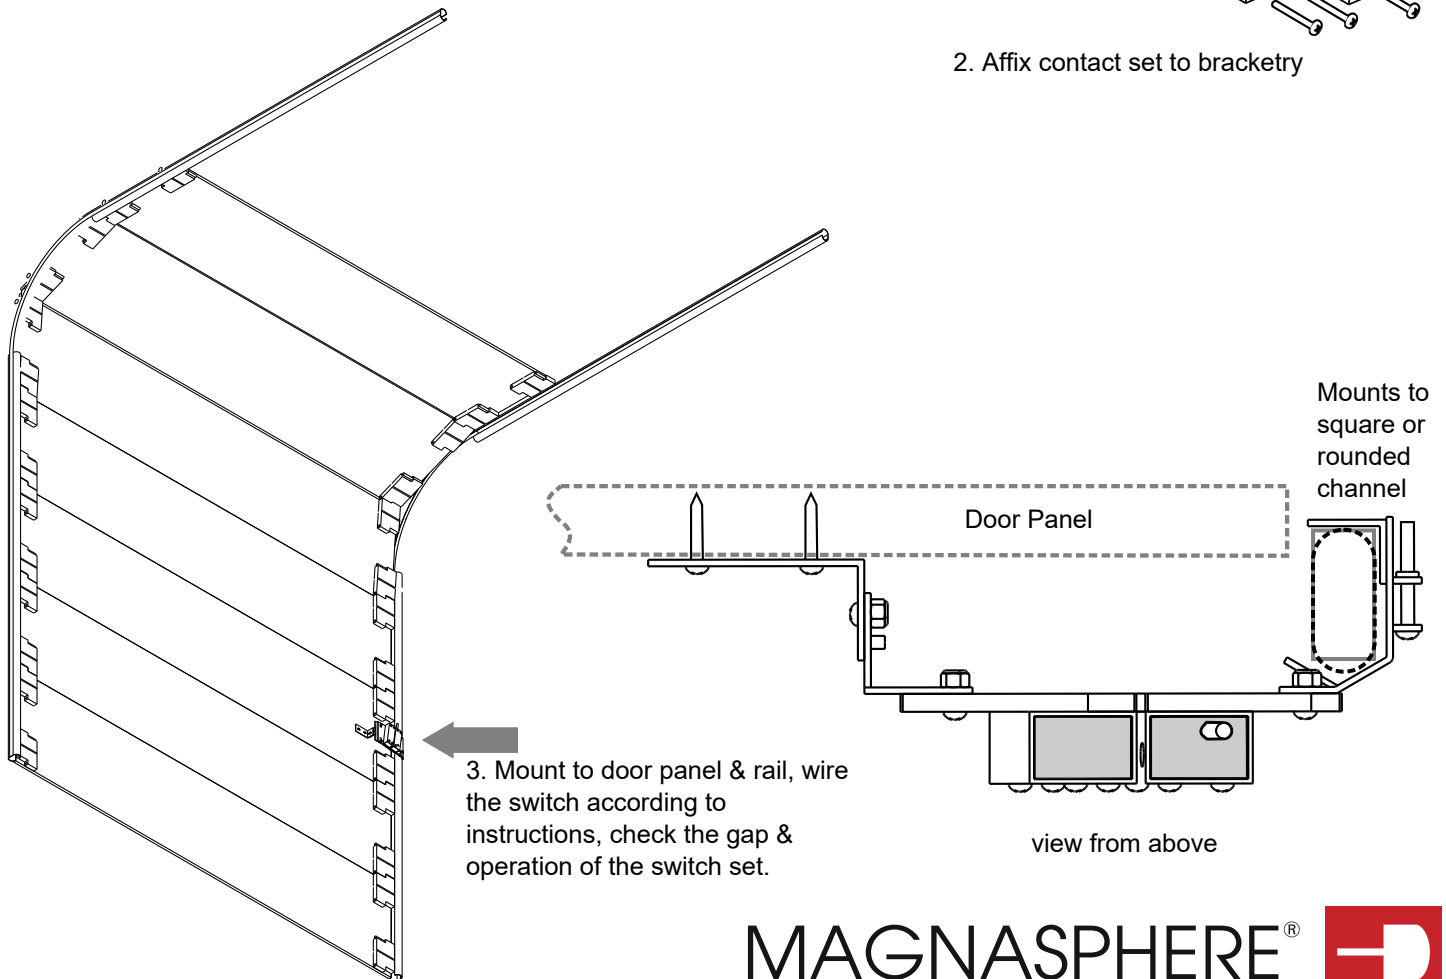 2. Affix contact set to bracketry
Mounts to
square or
rounded
channel
Door Panel
3. Mount to door panel & rail, wire
the switch according to
instructions, check the gap &
operation of the switch set.
view from above
MAGNASPHERE®